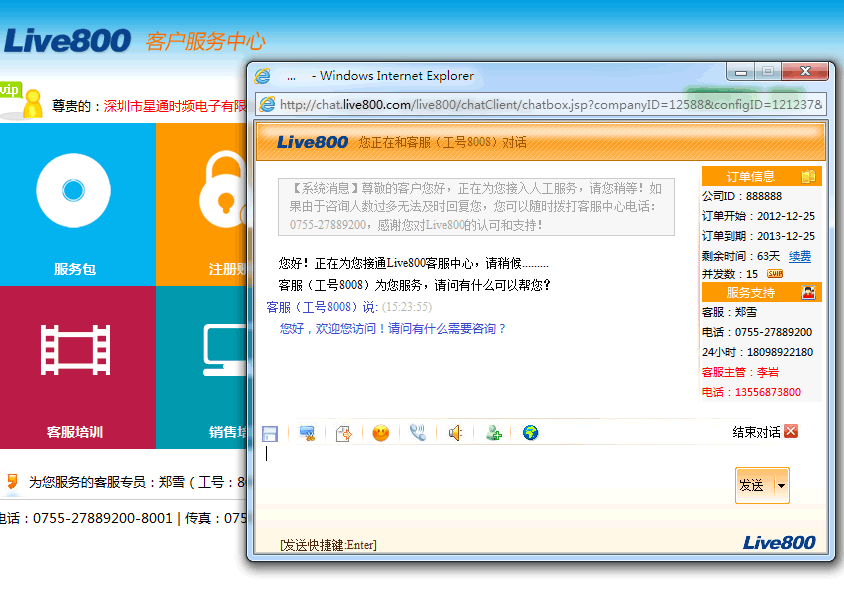 Live800 客户服务中心
vip
尊贵的：深圳市星通时频电子有限
服务包
注册账
客服培训
销售培
为您服务的客服专员：郑雪（工号：80
电话：0755-27889200-8001 | 传真：075
... - Windows Internet Explorer
http://chat.live800.com/live800/chatClient/chatbox.jsp?companyID=12588&configID=121237&
Live800 您正在和客服（工号8008）对话
【系统消息】尊敬的客户您好，正在为您接入人工服务，请您稍等！如
果由于咨询人数过多无法及时回复您，您可以随时拔打客服中心电话：
0755-27889200，感谢您对Live800的认可和支持！
您好！正在为您接通Live800客服中心，请稍候.........
客服（工号8008）为您服务，请问有什么可以帮您?
客服（工号8008）说: (15:23:55)
您好，欢迎您访问！请问有什么需要咨询？
订单信息
公司ID：888888
订单开始：2012-12-25
订单到期：2013-12-25
剩余时间：63天 续费
并发数：15
服务支持
客服：郑雪
电话：0755-27889200
24小时：18098922180
客服主管：李岩
电话：13556873800
结束对话
发送
[发送快捷键:Enter]
Live800